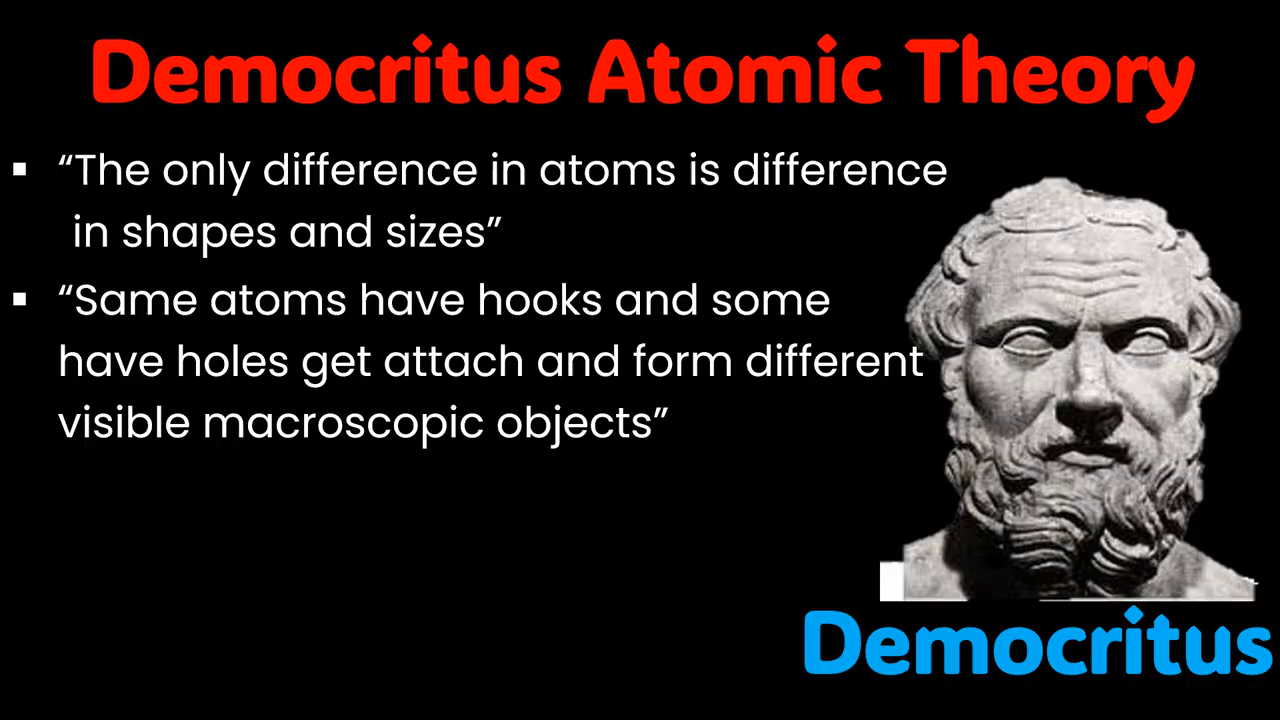 Democritus Atomic Theory
▪ “The only difference in atoms is difference
in shapes and sizes”
▪ “Same atoms have hooks and some
have holes get attach and form different
visible macroscopic objects”
Democritus